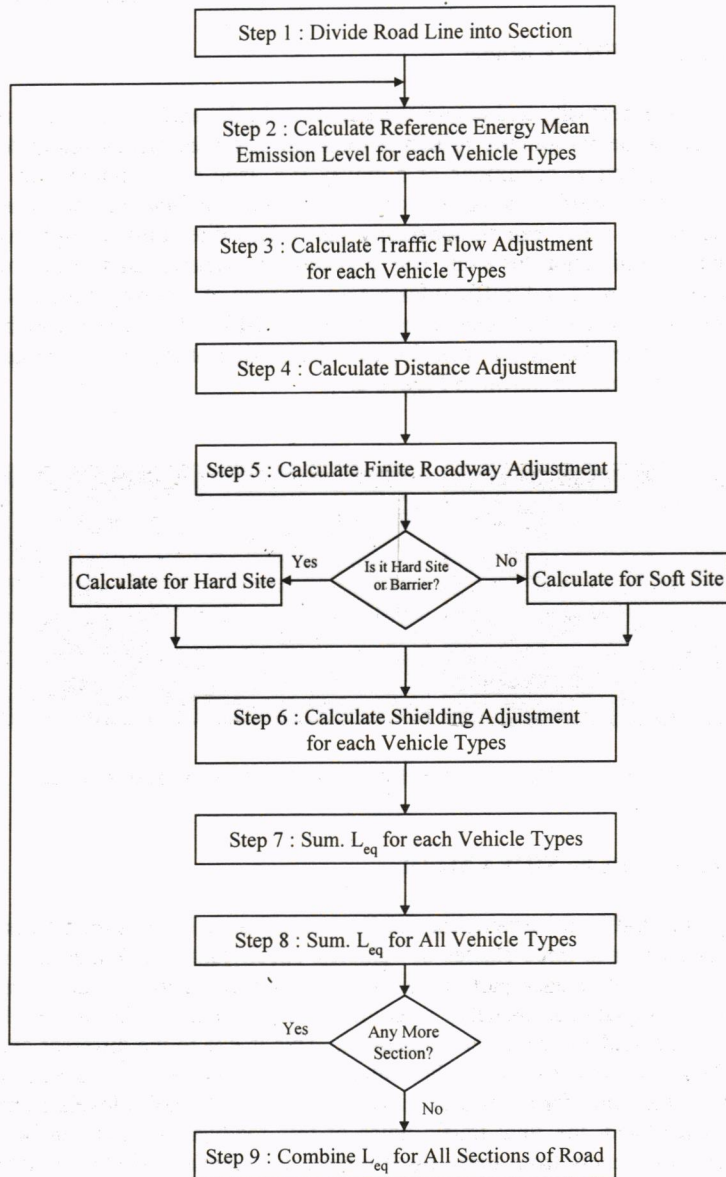 Step 1 : Divide Road Line into Section
Step 2 : Calculate Reference Energy Mean
Emission Level for each Vehicle Types
Step 3 : Calculate Traffic Flow Adjustment
for each Vehicle Types
Step 4 : Calculate Distance Adjustment
Step 5 : Calculate Finite Roadway Adjustment
Is it Hard Site
or Barrier?
Yes
No
Calculate for Hard Site
Calculate for Soft Site
Step 6 : Calculate Shielding Adjustment
for each Vehicle Types
Step 7 : Sum. Leq for each Vehicle Types
Step 8 : Sum. Leq for All Vehicle Types
Yes
Any More
Section?
No
Step 9 : Combine Leq for All Sections of Road